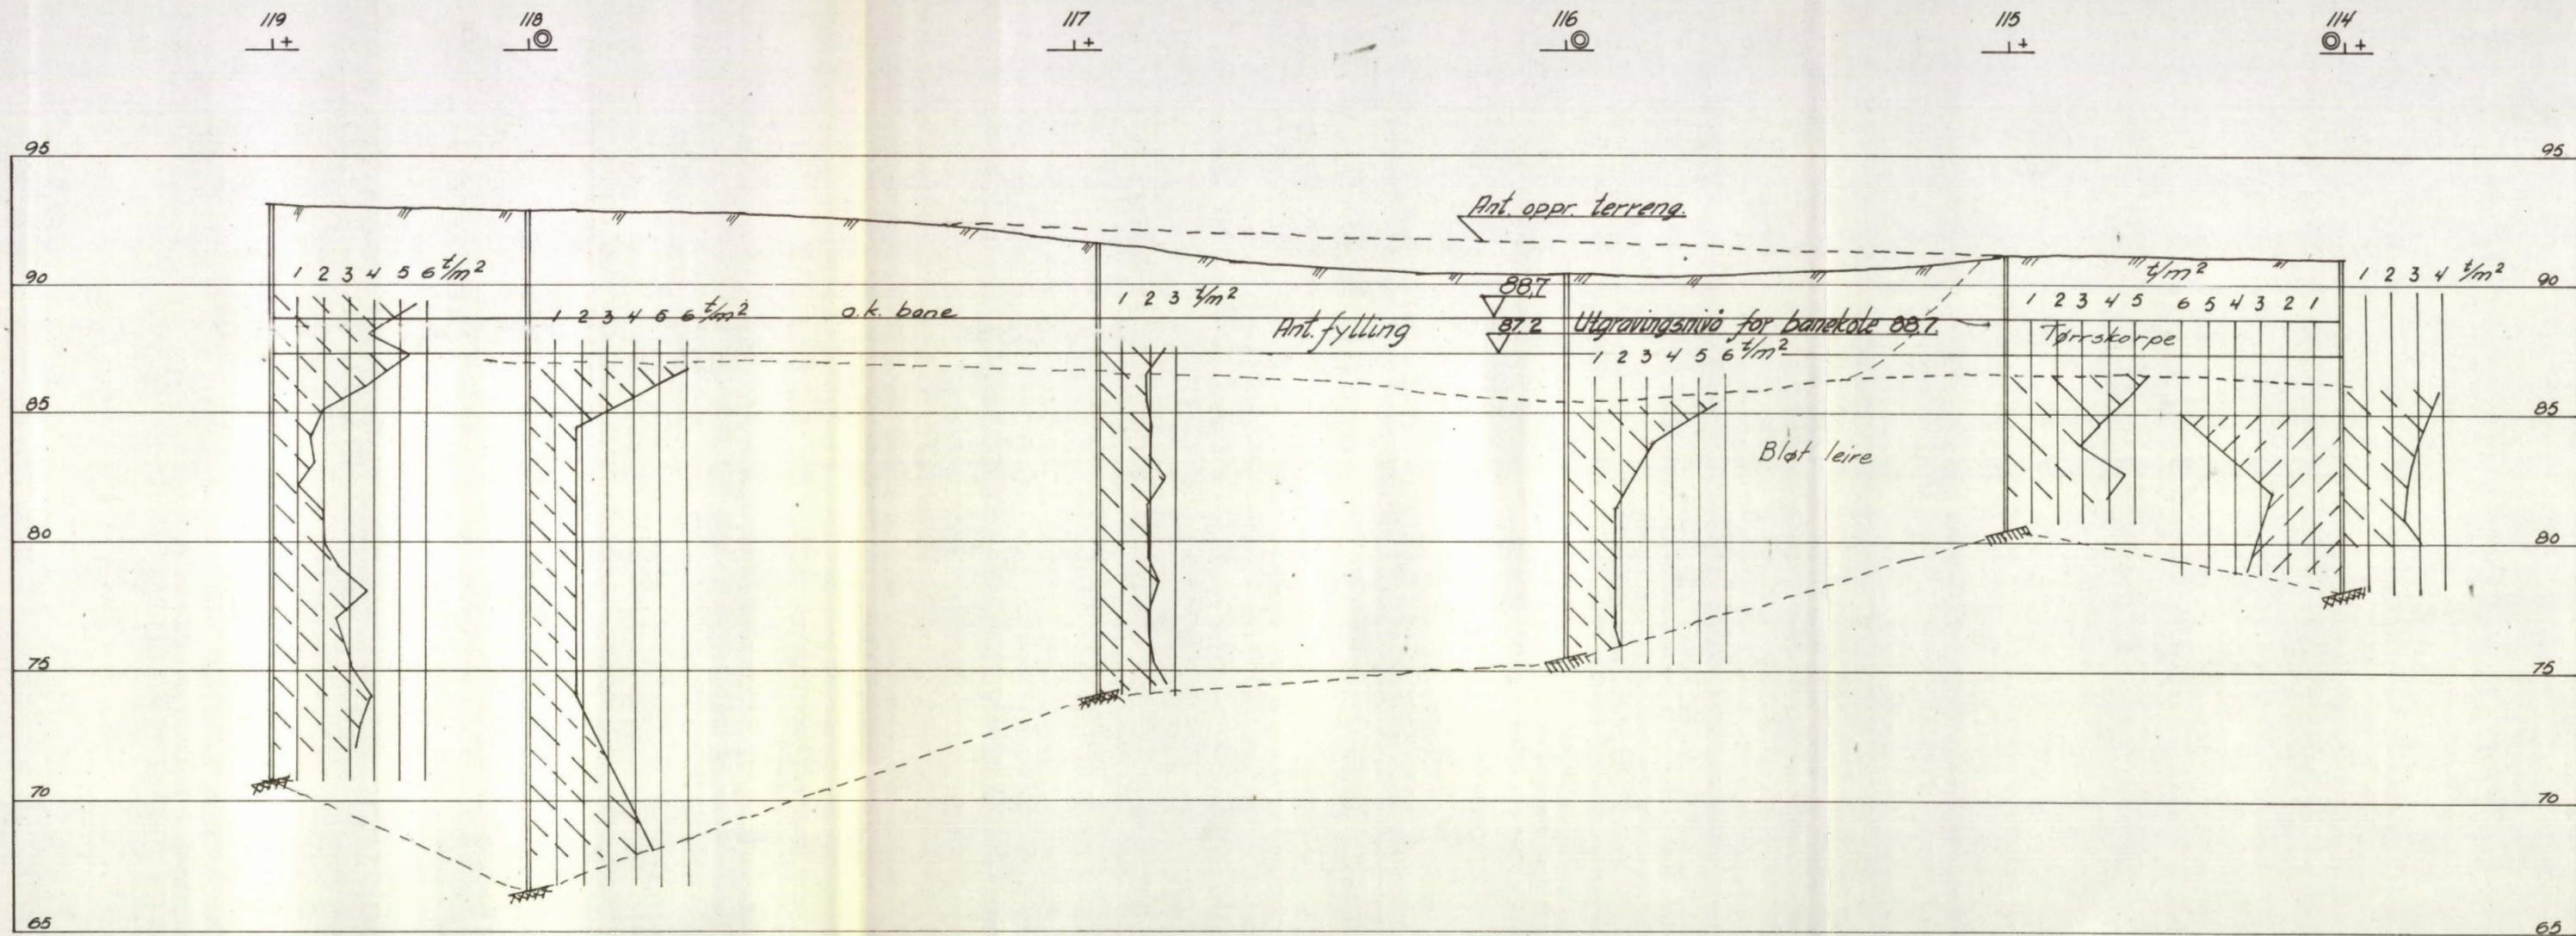 119 118 117 116 115 114
95 95
Ant. oppr. terreng.
90 1 2 3 4 5 6 t/m² t/m² 1 2 3 4 t/m² 90
88,7
1 2 3 t/m²
1 2 3 4 5 6 5 4 3 2 1
1 2 3 4 5 6 t/m² o.k. bane
Ant. fylling 87.2 Utgravingsnivå for banekote 88,7.
Tørrskorpe
1 2 3 4 5 6 t/m²
85 85
Bløt leire
80 80
75 75
70 70
65 65